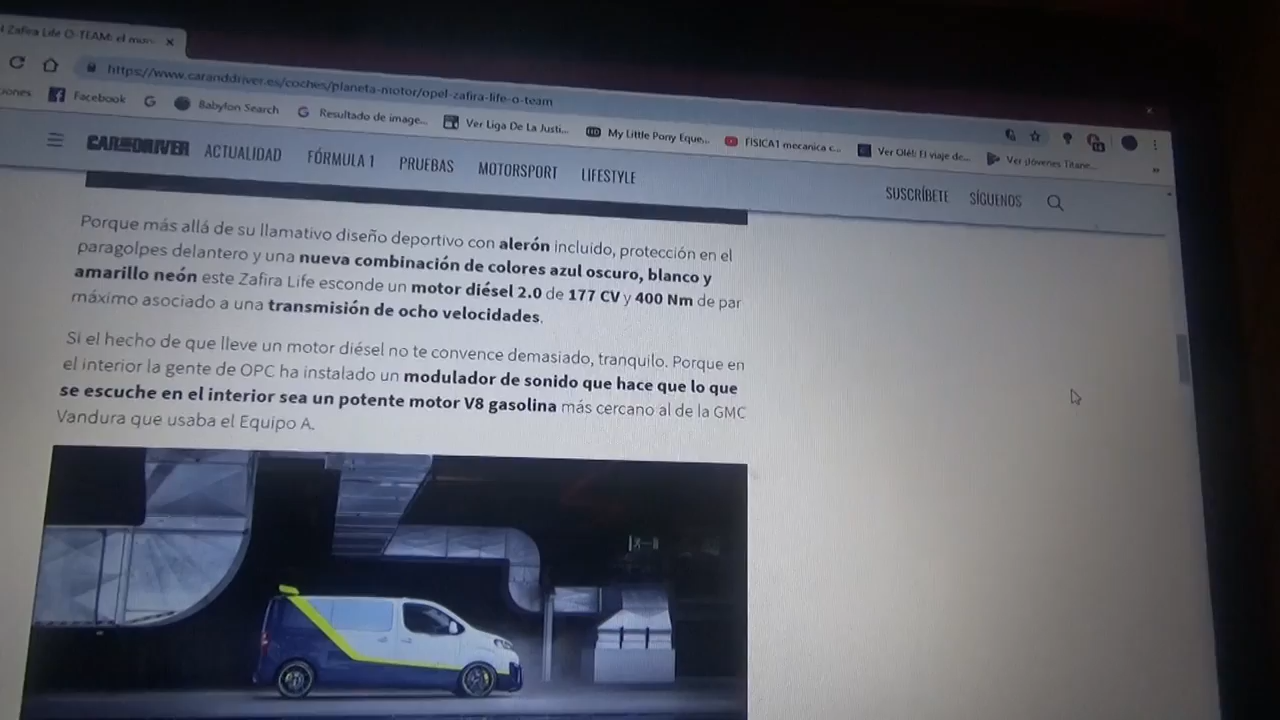 Zafira Life O-TEAM: el mon
https://www.caranddriver.es/coches/planeta-motor/opel-zafira-life-o-team
iones Facebook Babylon Search Resultado de image... Ver Liga De La Justi... My Little Pony Eque... FISICA1 mecanica c... Ver Olé!: El viaje de... Ver Jóvenes Titane...
CAR AND DRIVER ACTUALIDAD FÓRMULA 1 PRUEBAS MOTORSPORT LIFESTYLE SUSCRÍBETE SÍGUENOS
Porque más allá de su llamativo diseño deportivo con alerón incluido, protección en el
paragolpes delantero y una nueva combinación de colores azul oscuro, blanco y
amarillo neón este Zafira Life esconde un motor diésel 2.0 de 177 CV y 400 Nm de par
máximo asociado a una transmisión de ocho velocidades.
Si el hecho de que lleve un motor diésel no te convence demasiado, tranquilo. Porque en
el interior la gente de OPC ha instalado un modulador de sonido que hace que lo que
se escuche en el interior sea un potente motor V8 gasolina más cercano al de la GMC
Vandura que usaba el Equipo A.